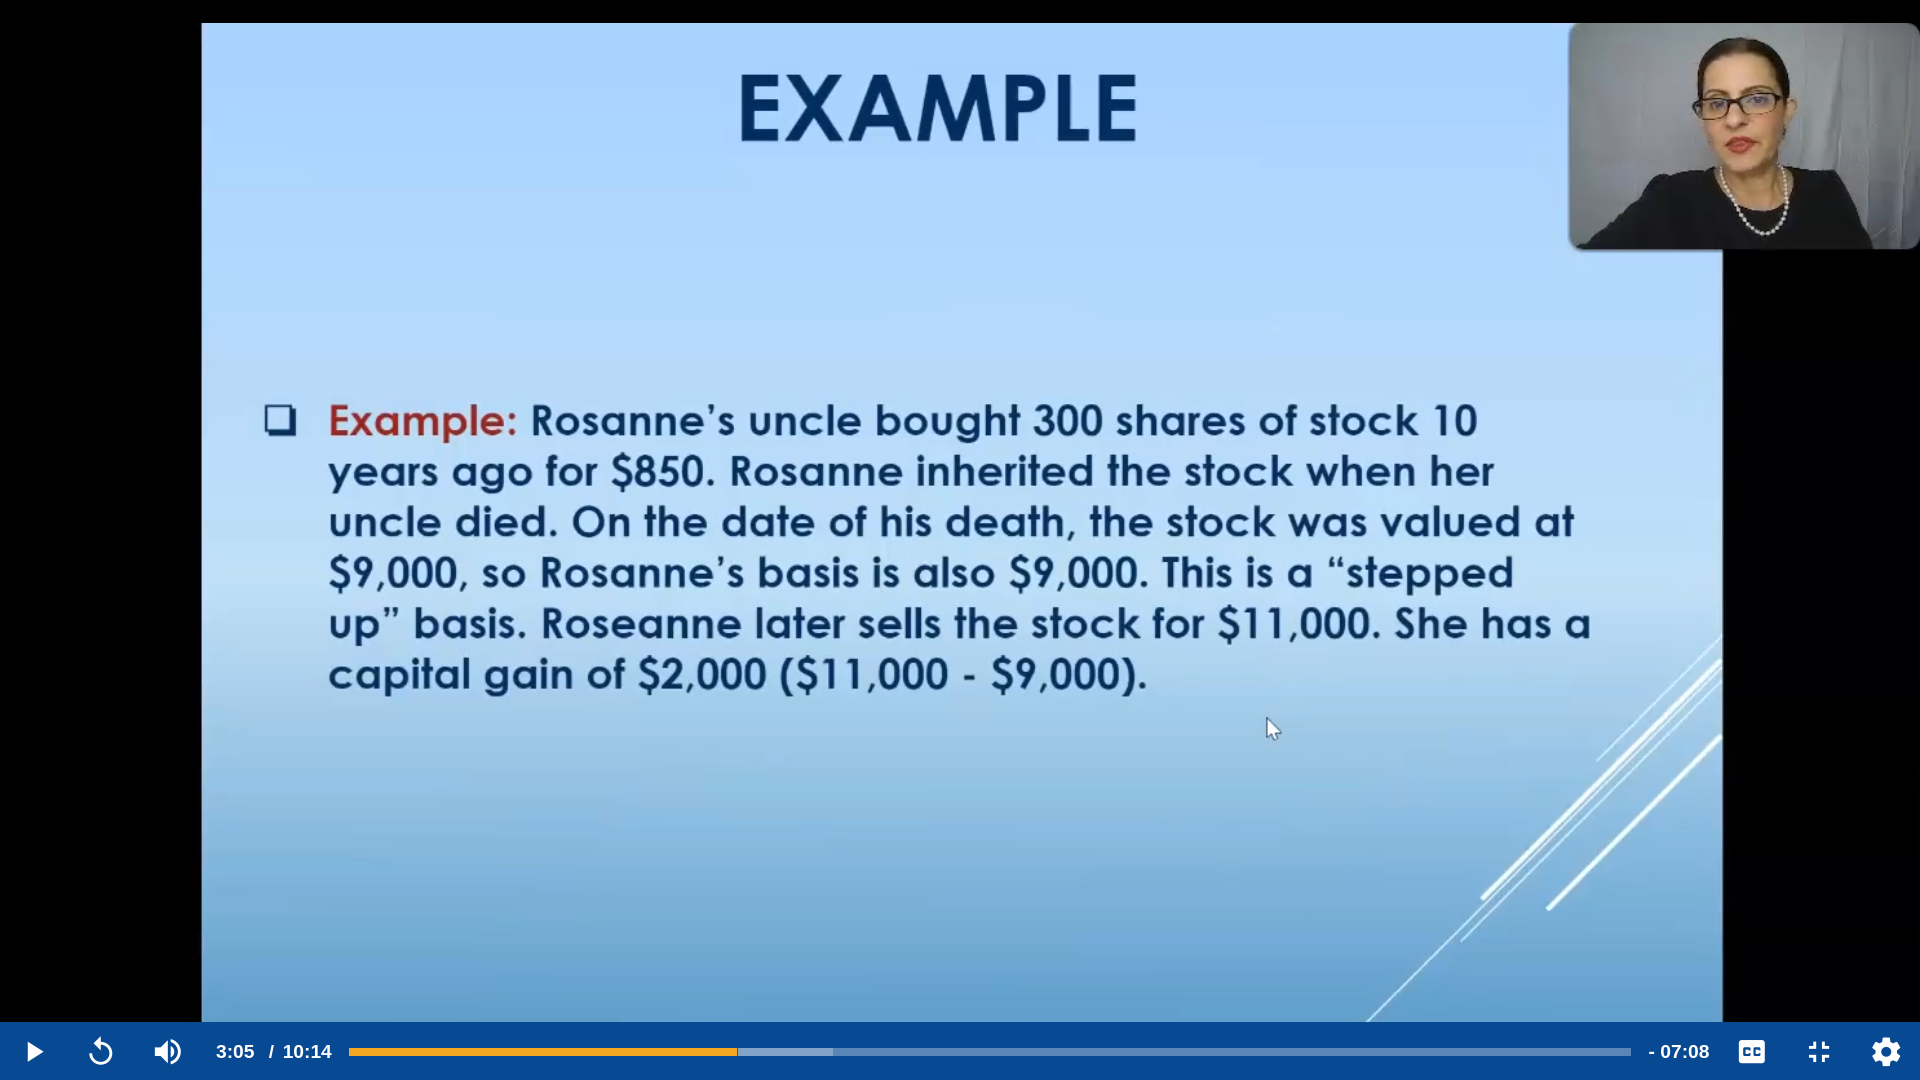 EXAMPLE
❑ Example: Rosanne’s uncle bought 300 shares of stock 10
years ago for $850. Rosanne inherited the stock when her
uncle died. On the date of his death, the stock was valued at
$9,000, so Rosanne’s basis is also $9,000. This is a “stepped
up” basis. Roseanne later sells the stock for $11,000. She has a
capital gain of $2,000 ($11,000 - $9,000).
3:05 / 10:14 - 07:08 CC